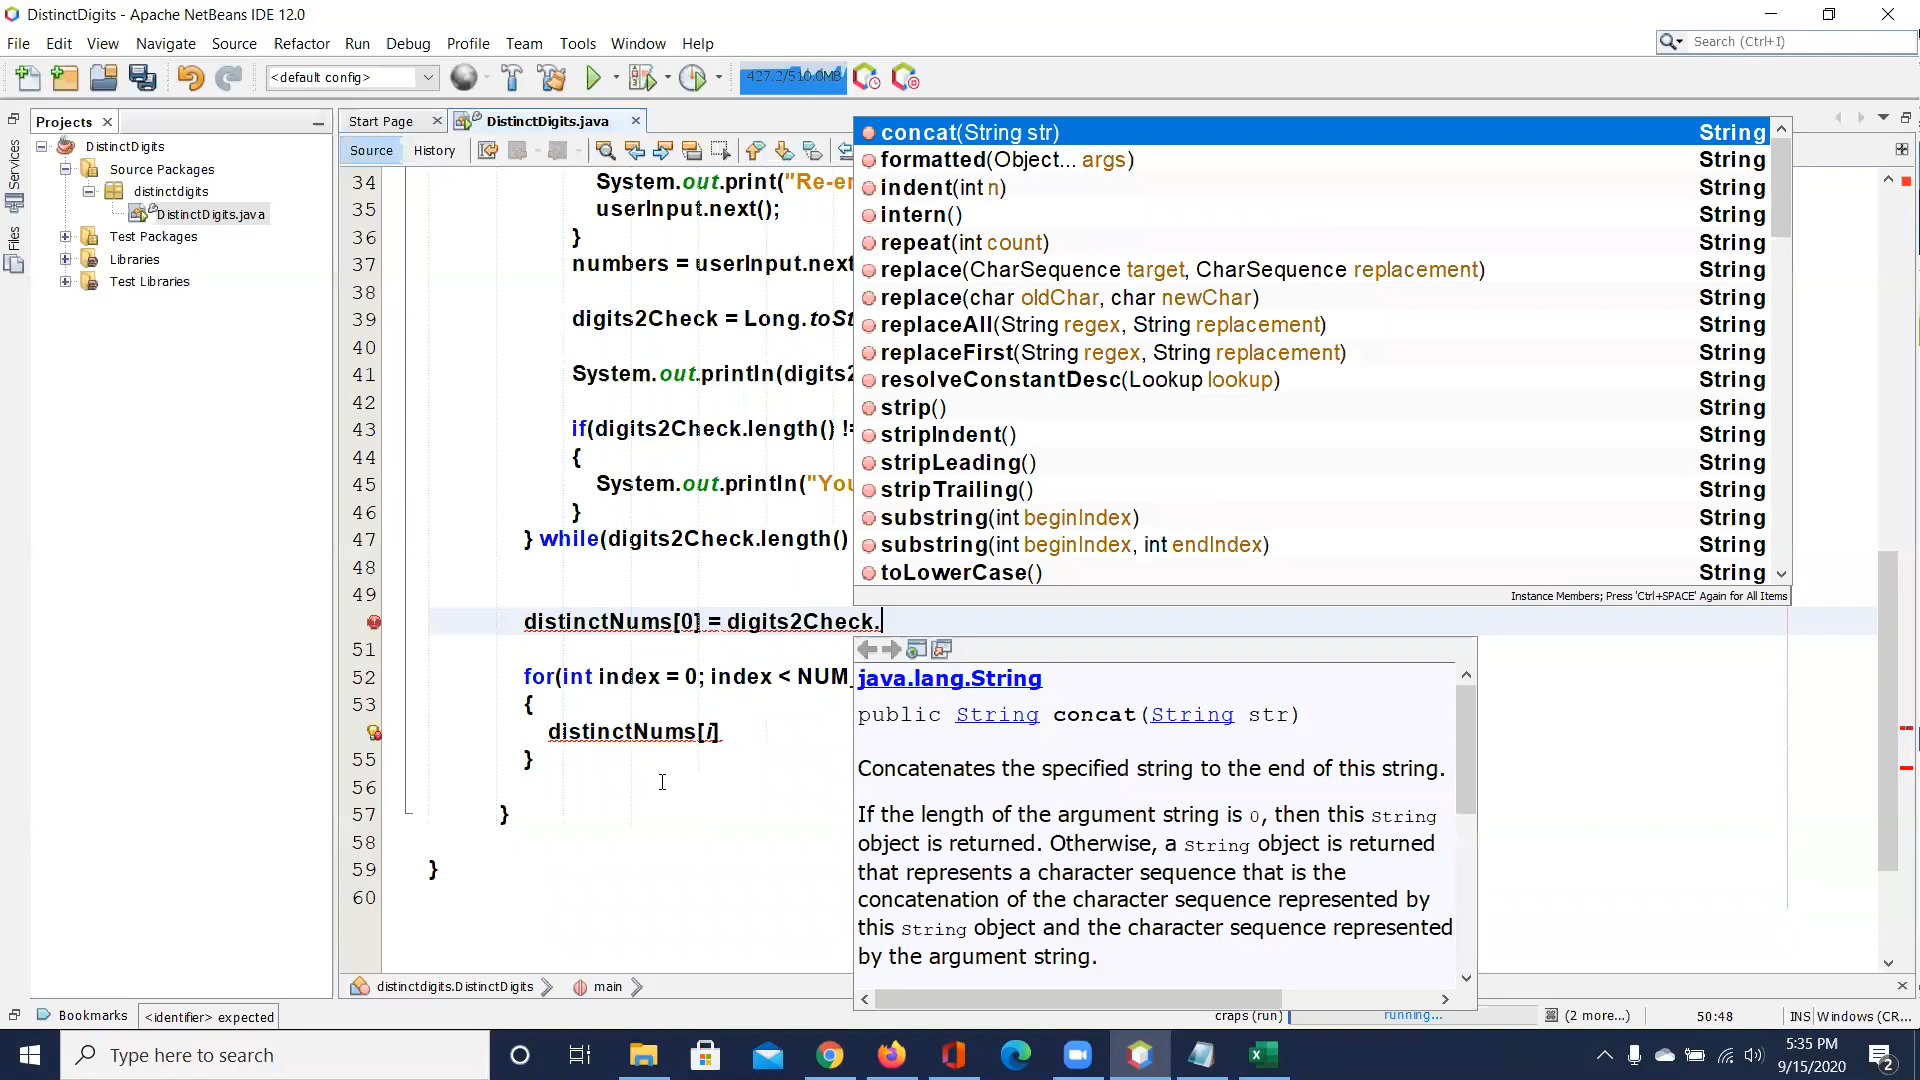 DistinctDigits - Apache NetBeans IDE 12.0
File Edit View Navigate Source Refactor Run Debug Profile Team Tools Window Help
Search (Ctrl+I)
<default config>
427.2/510.0MB
Projects
Start Page
DistinctDigits.java
Services
Files
DistinctDigits
Source Packages
distinctdigits
DistinctDigits.java
Test Packages
Libraries
Test Libraries
Source History
34 System.out.print("Re-er
35 userInput.next();
36 }
37 numbers = userInput.next
38
39 digits2Check = Long.toSt
40
41 System.out.println(digits2
42
43 if(digits2Check.length() !=
44 {
45 System.out.println("You
46 }
47 } while(digits2Check.length()
48
49
distinctNums[0] = digits2Check.
51
52 for(int index = 0; index < NUM_
53 {
distinctNums[i]
55 }
56
57 }
58
59 }
60
concat(String str) String
formatted(Object... args) String
indent(int n) String
intern() String
repeat(int count) String
replace(CharSequence target, CharSequence replacement) String
replace(char oldChar, char newChar) String
replaceAll(String regex, String replacement) String
replaceFirst(String regex, String replacement) String
resolveConstantDesc(Lookup lookup) String
strip() String
stripIndent() String
stripLeading() String
stripTrailing() String
substring(int beginIndex) String
substring(int beginIndex, int endIndex) String
toLowerCase() String
Instance Members; Press 'Ctrl+SPACE' Again for All Items
java.lang.String
public String concat(String str)
Concatenates the specified string to the end of this string.
If the length of the argument string is 0, then this String
object is returned. Otherwise, a String object is returned
that represents a character sequence that is the
concatenation of the character sequence represented by
this String object and the character sequence represented
by the argument string.
distinctdigits.DistinctDigits
main
Bookmarks
<identifier> expected
craps (run)
running...
(2 more...)
50:48
INS
Windows (CR...
Type here to search
5:35 PM
9/15/2020
2